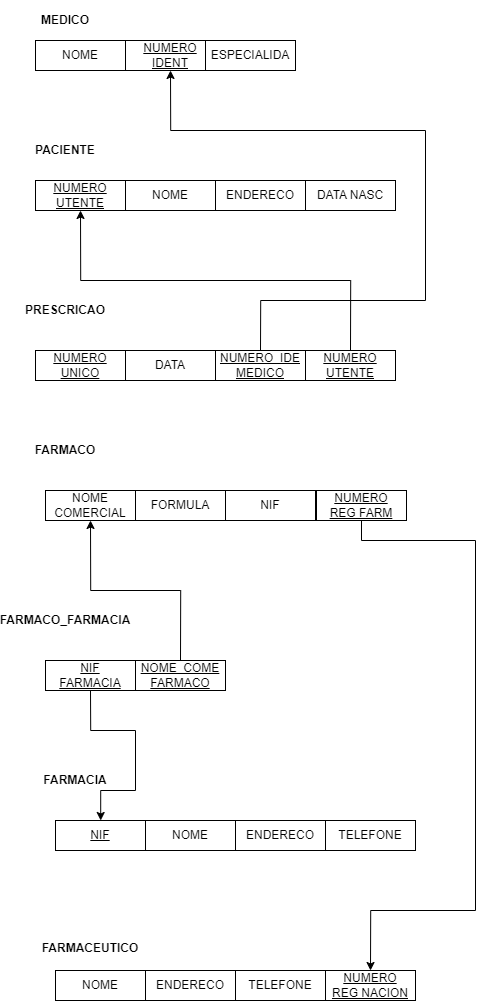 MEDICO
NOME
NUMERO
IDENT
ESPECIALIDA
PACIENTE
NUMERO
UTENTE
NOME
ENDERECO
DATA NASC
PRESCRICAO
NUMERO
UNICO
DATA
NUMERO_IDE
MEDICO
NUMERO
UTENTE
FARMACO
NOME
COMERCIAL
FORMULA
NIF
NUMERO
REG FARM
FARMACO_FARMACIA
NIF
FARMACIA
NOME_COME
FARMACO
FARMACIA
NIF
NOME
ENDERECO
TELEFONE
FARMACEUTICO
NOME
ENDERECO
TELEFONE
NUMERO
REG NACION